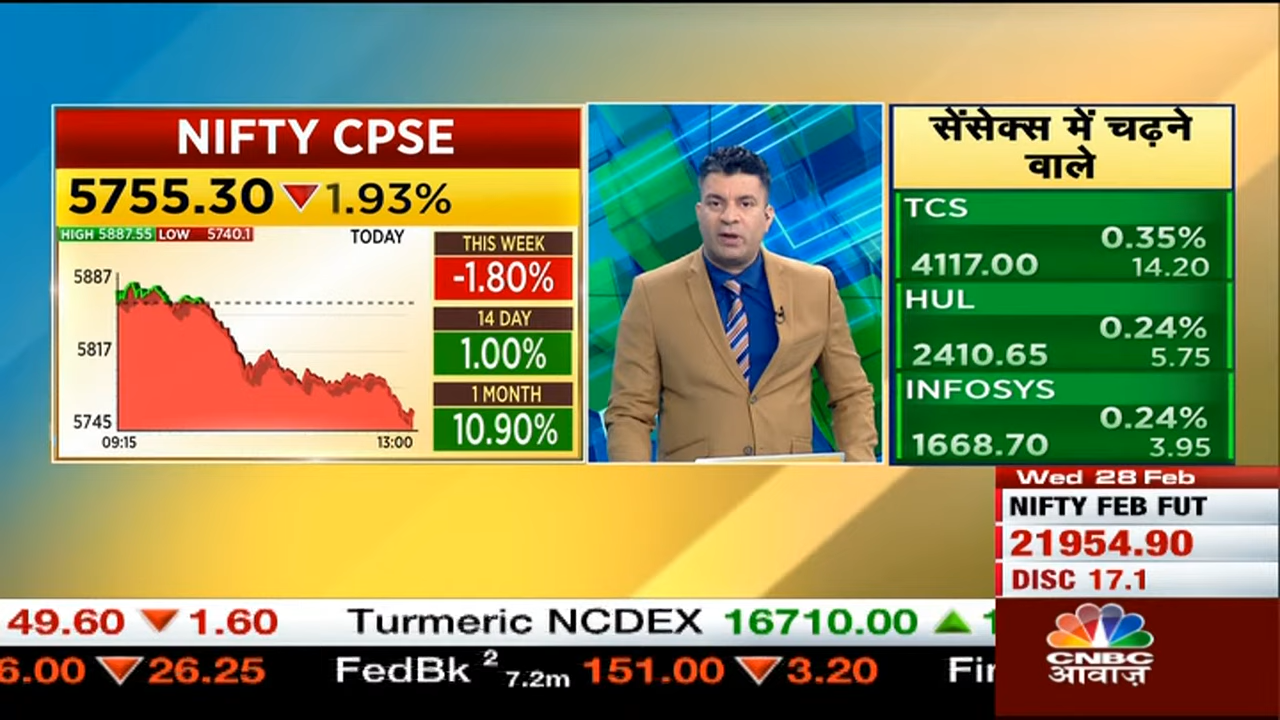 NIFTY CPSE
5755.30 ▼ 1.93%
HIGH 5887.55 LOW 5740.1
TODAY
5887
5817
5745
09:15
13:00
THIS WEEK
-1.80%
14 DAY
1.00%
1 MONTH
10.90%
सेंसेक्स में चढ़ने
वाले
TCS
0.35%
4117.00 14.20
HUL
0.24%
2410.65 5.75
INFOSYS
0.24%
1668.70 3.95
Wed 28 Feb
NIFTY FEB FUT
21954.90
DISC 17.1
49.60 ▼ 1.60 Turmeric NCDEX 16710.00 ▲ 1
6.00 ▼ 26.25 FedBk 2 7.2m 151.00 ▼ 3.20 Fin
CNBC
आवाज़